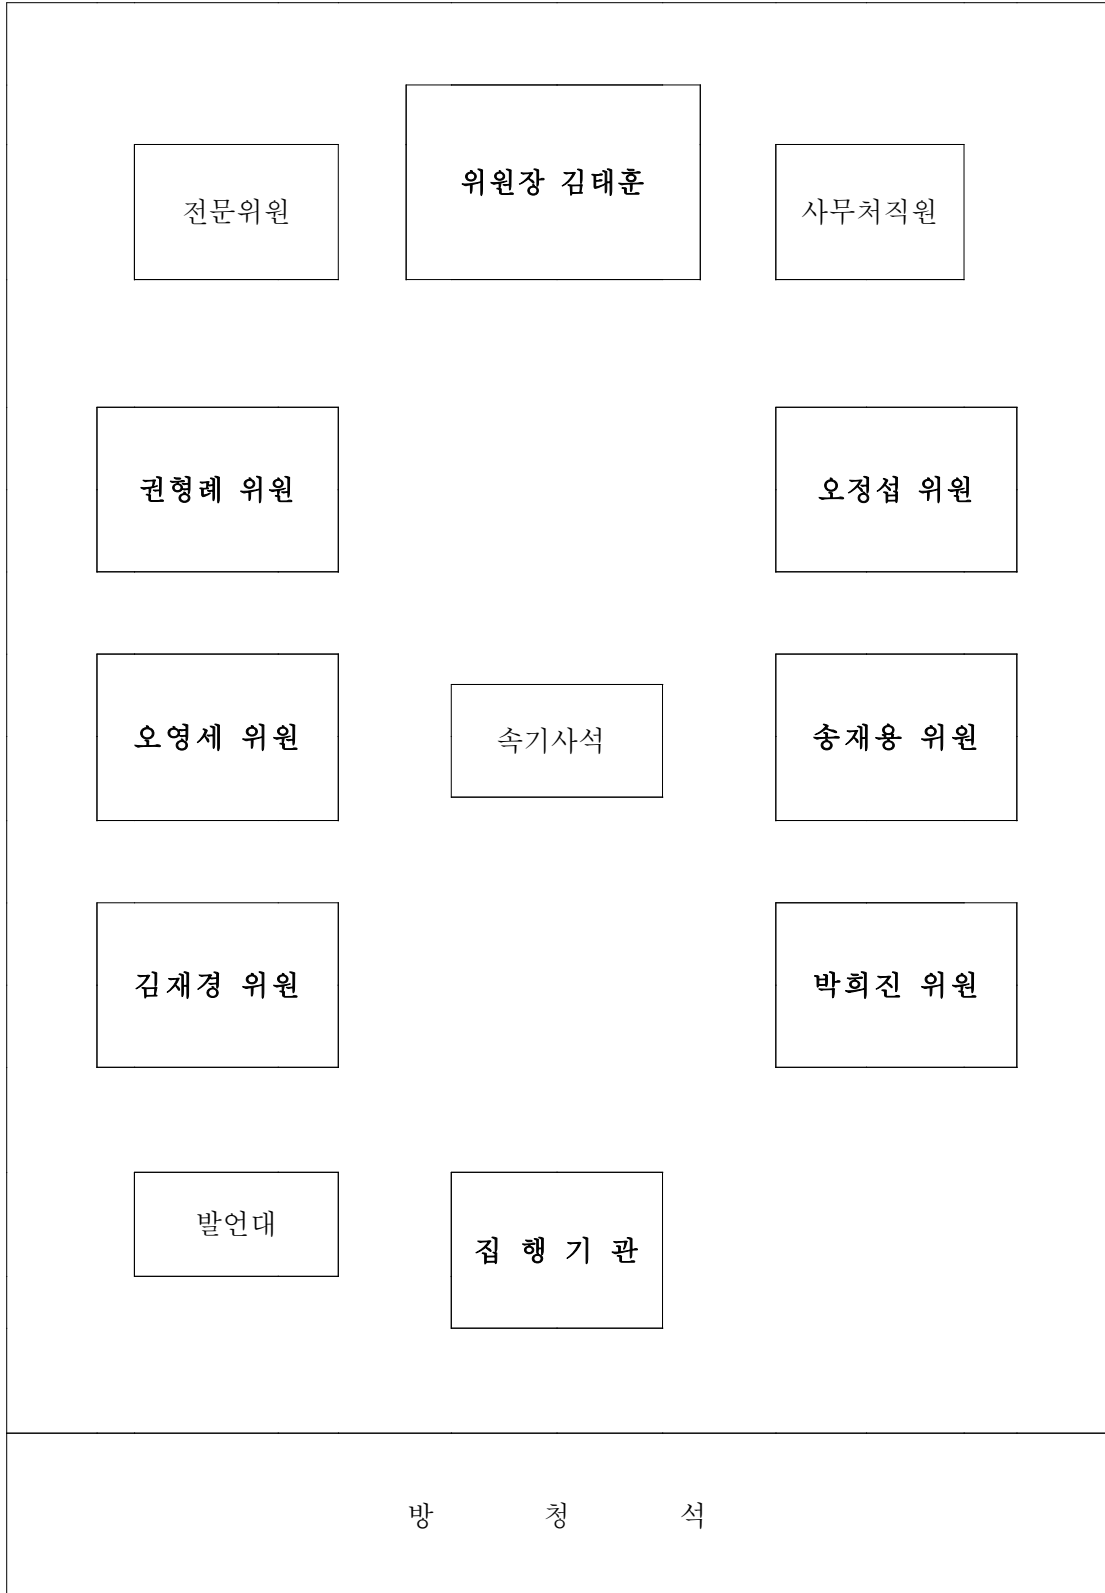 위원장 김태훈
전문위원
사무처직원
권형례 위원
오정섭 위원
오영세 위원
속기사석
송재용 위원
김재경 위원
박희진 위원
발언대
집 행 기 관
방 청 석